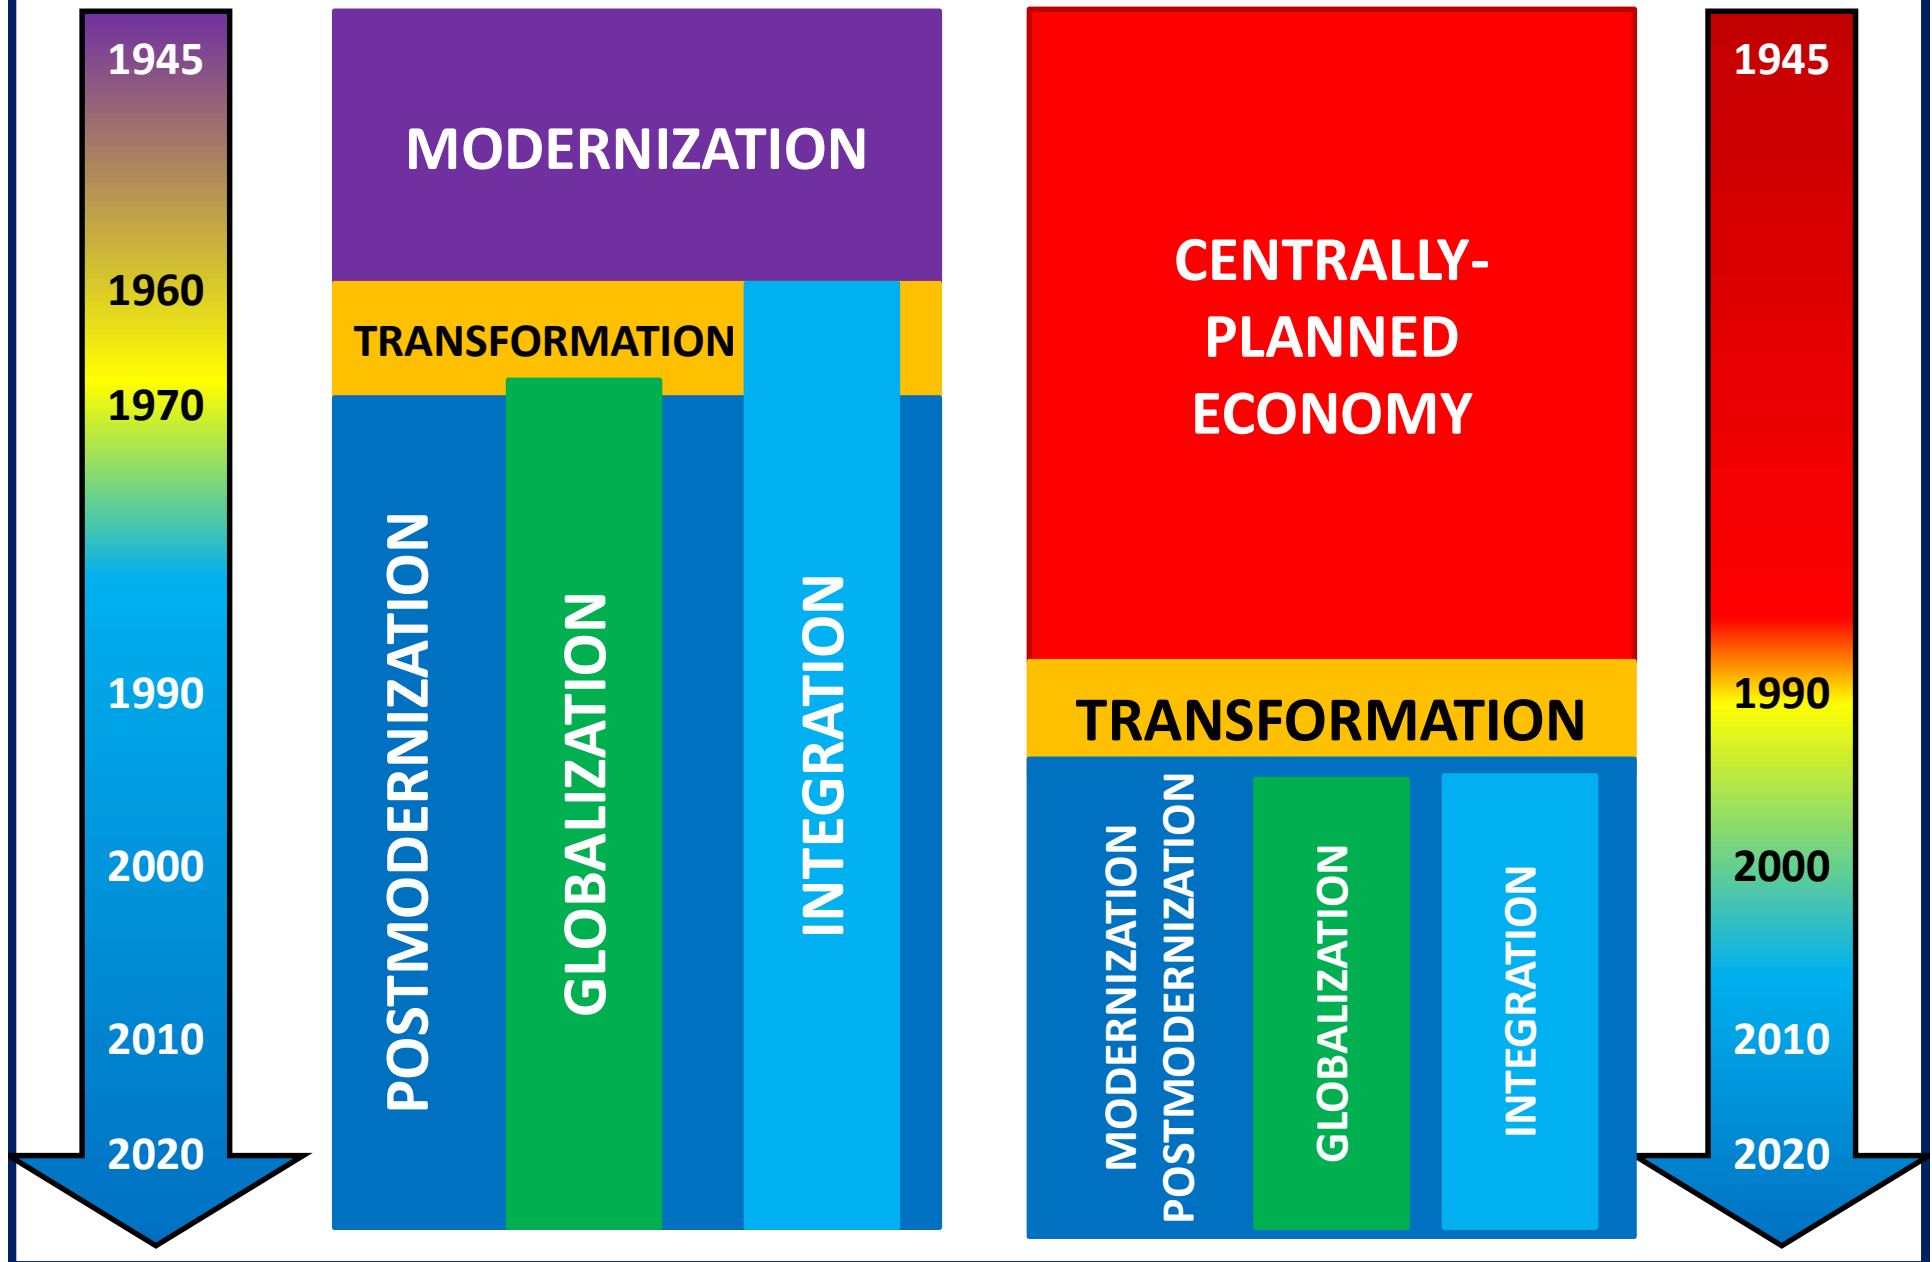 1945
1960
1970
1990
2000
2010
2020
MODERNIZATION
TRANSFORMATION
POSTMODERNIZATION
GLOBALIZATION
INTEGRATION
CENTRALLY-
PLANNED
ECONOMY
TRANSFORMATION
MODERNIZATION
POSTMODERNIZATION
GLOBALIZATION
INTEGRATION
1945
1990
2000
2010
2020